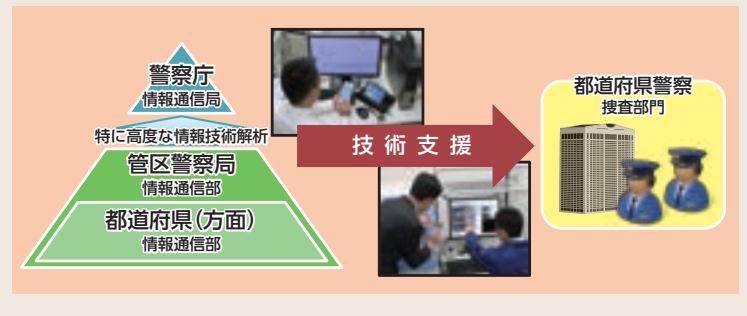 警察庁
情報通信局
特に高度な情報技術解析
管区警察局
情報通信部
都道府県(方面)
情報通信部
技術支援
都道府県警察
捜査部門